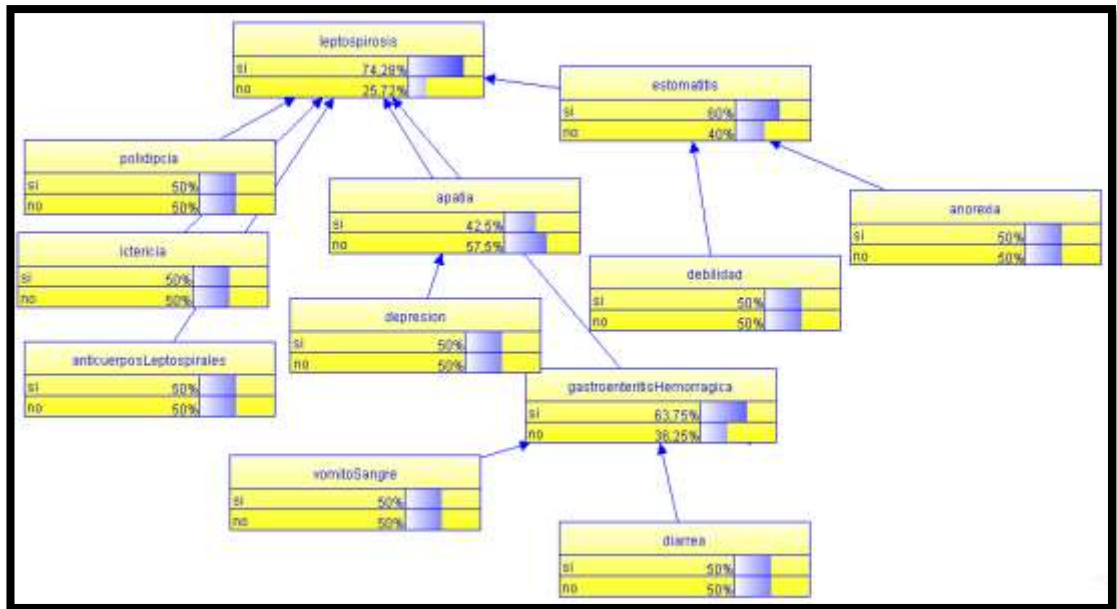 leptospirosis
si 74,28%
no 25,72%
estomatitis
si 60%
no 40%
polidipcia
si 50%
no 50%
apatia
si 42,5%
no 57,5%
anorexia
si 50%
no 50%
ictericia
si 50%
no 50%
debilidad
si 50%
no 50%
depresion
si 50%
no 50%
anticuerposLeptospirales
si 50%
no 50%
gastroenteritisHemorragica
si 63,75%
no 36,25%
vomitoSangre
si 50%
no 50%
diarrea
si 50%
no 50%